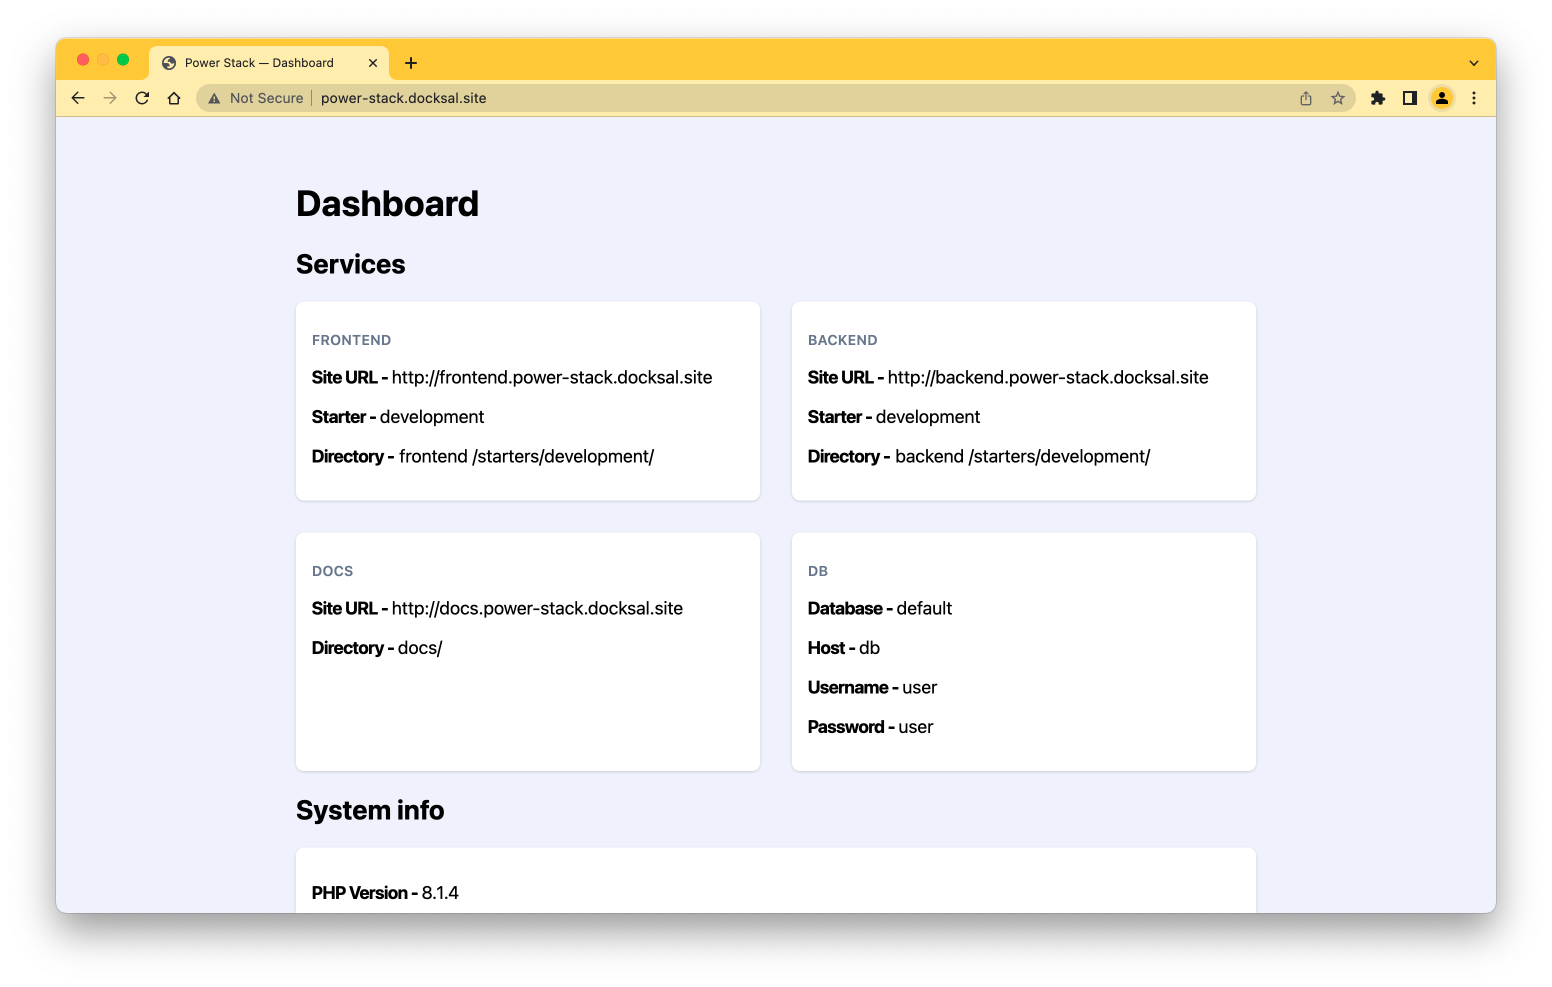 Power Stack — Dashboard
Not Secure
power-stack.docksal.site
Dashboard
Services
FRONTEND
Site URL - http://frontend.power-stack.docksal.site
Starter - development
Directory - frontend /starters/development/
BACKEND
Site URL - http://backend.power-stack.docksal.site
Starter - development
Directory - backend /starters/development/
DOCS
Site URL - http://docs.power-stack.docksal.site
Directory - docs/
DB
Database - default
Host - db
Username - user
Password - user
System info
PHP Version - 8.1.4